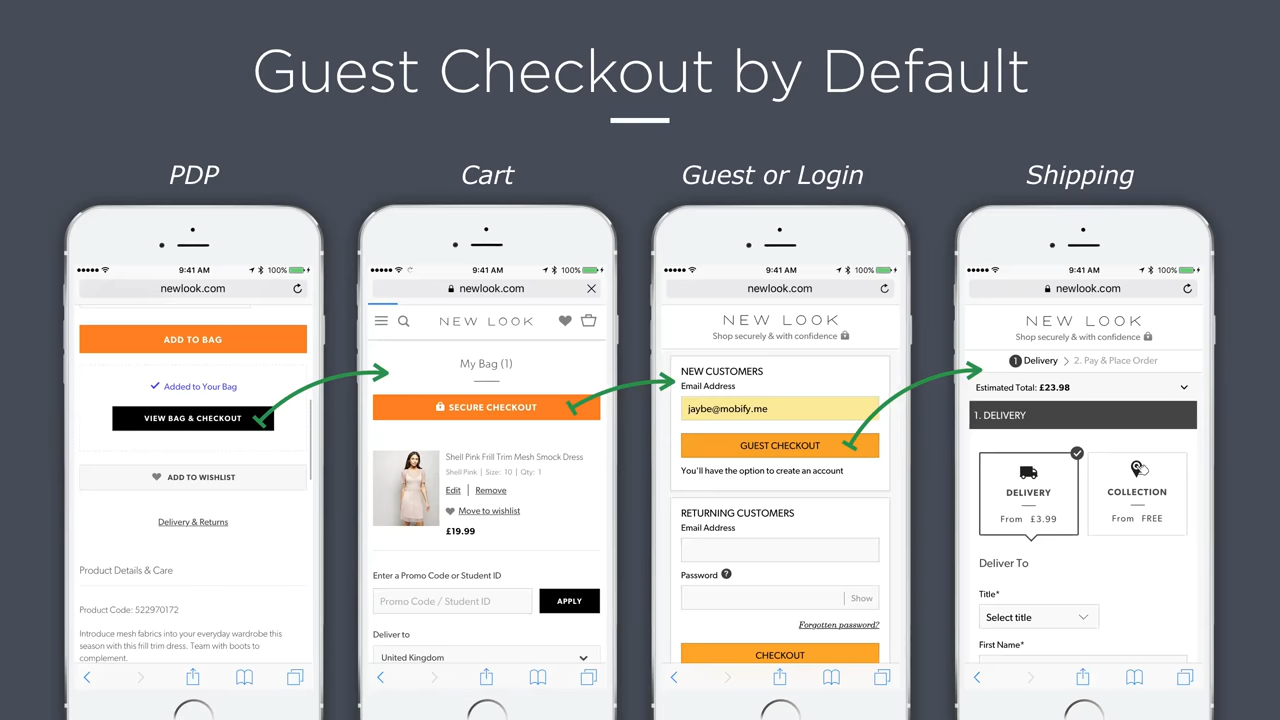 Guest Checkout by Default
PDP
9:41 AM
100%
newlook.com
ADD TO BAG
Added to Your Bag
VIEW BAG & CHECKOUT
ADD TO WISHLIST
Delivery & Returns
Product Details & Care
Product Code: 522970172
Introduce mesh fabrics into your everyday wardrobe this
season with this frill trim dress. Team with boots to
complement.
Cart
9:41 AM
100%
newlook.com
NEW LOOK
My Bag (1)
SECURE CHECKOUT
Shell Pink Frill Trim Mesh Smock Dress
Shell Pink | Size: 10 | Qty: 1
Edit | Remove
Move to wishlist
£19.99
Enter a Promo Code or Student ID
Promo Code / Student ID
APPLY
Deliver to
United Kingdom
Guest or Login
9:41 AM
100%
newlook.com
NEW LOOK
Shop securely & with confidence
NEW CUSTOMERS
Email Address
jaybe@mobify.me
GUEST CHECKOUT
You'll have the option to create an account
RETURNING CUSTOMERS
Email Address
Password ?
Show
Forgotten password?
CHECKOUT
Shipping
9:41 AM
100%
newlook.com
NEW LOOK
Shop securely & with confidence
1 Delivery > 2. Pay & Place Order
Estimated Total: £23.98
1. DELIVERY
DELIVERY
From £3.99
COLLECTION
From FREE
Deliver To
Title*
Select title
First Name*